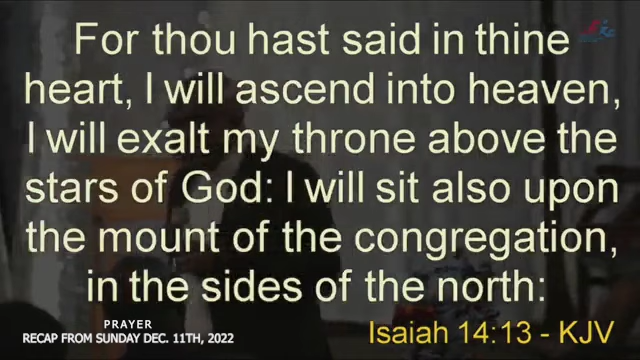 For thou hast said in thine
heart, I will ascend into heaven,
I will exalt my throne above the
stars of God: I will sit also upon
the mount of the congregation,
in the sides of the north:
PRAYER
RECAP FROM SUNDAY DEC. 11TH, 2022
Isaiah 14:13 - KJV